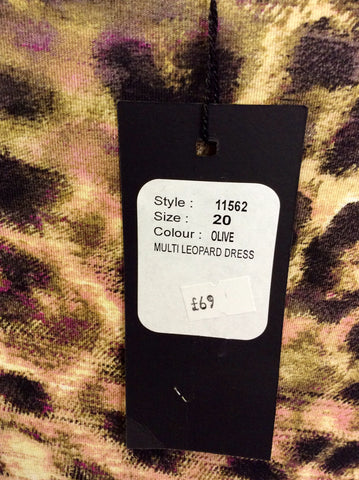 Style : 11562
Size : 20
Colour : OLIVE
MULTI LEOPARD DRESS
£69